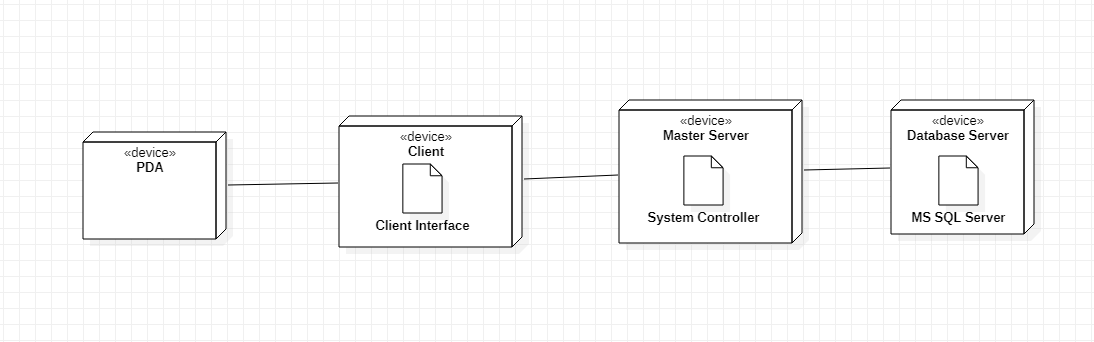 «device»
PDA
«device»
Client
Client Interface
«device»
Master Server
System Controller
«device»
Database Server
MS SQL Server